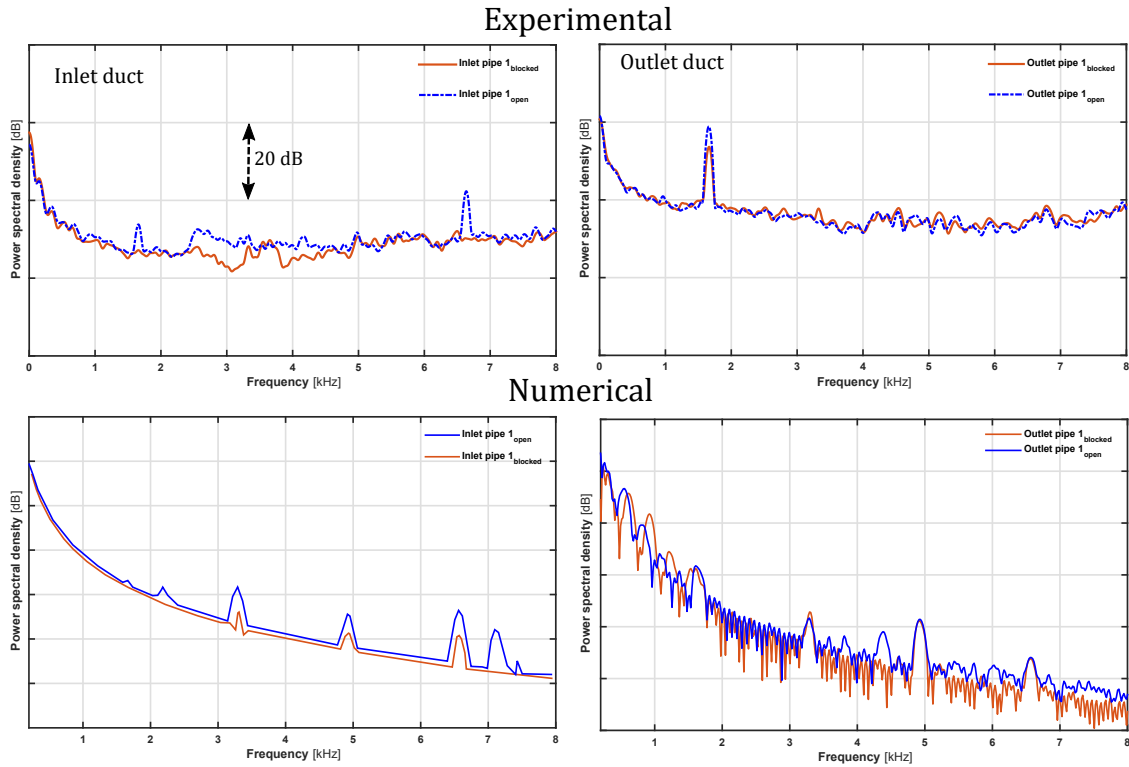 Experimental
Inlet duct
Inlet pipe 1blocked
Inlet pipe 1open
20 dB
Power spectral density [dB]
0 1 2 3 4 5 6 7 8
Frequency [kHz]
Outlet duct
Outlet pipe 1blocked
Outlet pipe 1open
Power spectral density [dB]
0 1 2 3 4 5 6 7 8
Frequency [kHz]
Numerical
Inlet pipe 1open
Inlet pipe 1blocked
Power spectral density [dB]
1 2 3 4 5 6 7 8
Frequency [kHz]
Outlet pipe 1blocked
Outlet pipe 1open
Power spectral density [dB]
1 2 3 4 5 6 7 8
Frequency [kHz]